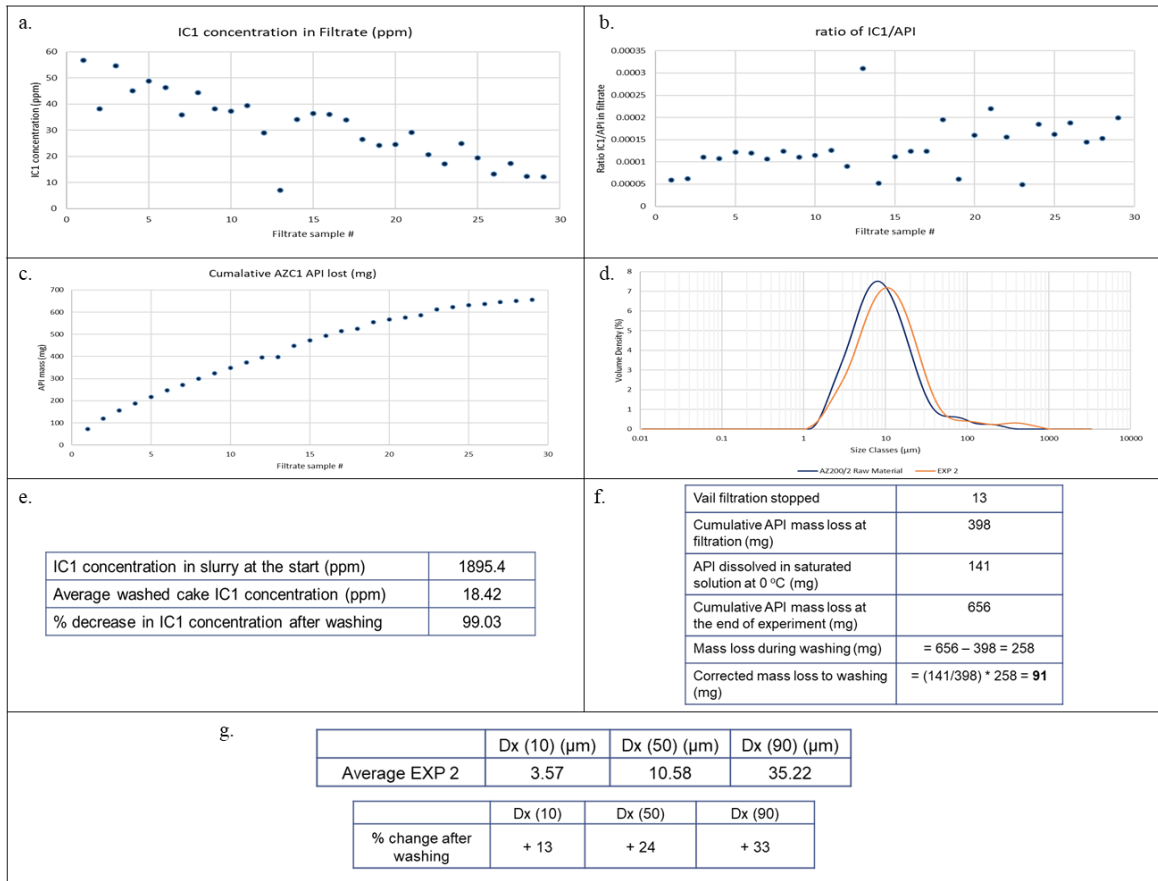 a.
IC1 concentration in Filtrate (ppm)
IC1 concentration (ppm)
60
50
40
30
20
10
0
0 5 10 15 20 25 30
Filtrate sample #
b.
ratio of IC1/API
Ratio IC1/API in filtrate
0.00035
0.0003
0.00025
0.0002
0.00015
0.0001
0.00005
0
0 5 10 15 20 25 30
Filtrate sample #
c.
Cumalative AZC1 API lost (mg)
API mass (mg)
700
600
500
400
300
200
100
0
0 5 10 15 20 25 30
Filtrate sample #
d.
Volume Density (%)
8
7
6
5
4
3
2
1
0
0.01 0.1 1 10 100 1000 10000
Size Classes (µm)
AZ200/2 Raw Material EXP 2
e.
IC1 concentration in slurry at the start (ppm) 1895.4
Average washed cake IC1 concentration (ppm) 18.42
% decrease in IC1 concentration after washing 99.03
f.
Vail filtration stopped 13
Cumulative API mass loss at
filtration (mg) 398
API dissolved in saturated
solution at 0 °C (mg) 141
Cumulative API mass loss at
the end of experiment (mg) 656
Mass loss during washing (mg) = 656 – 398 = 258
Corrected mass loss to washing
(mg) = (141/398) * 258 = 91
g.
Dx (10) (µm) Dx (50) (µm) Dx (90) (µm)
Average EXP 2 3.57 10.58 35.22
Dx (10) Dx (50) Dx (90)
% change after
washing + 13 + 24 + 33